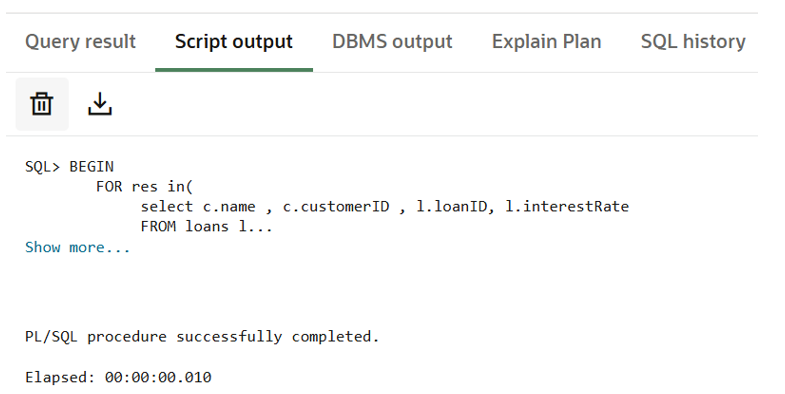 Query result Script output DBMS output Explain Plan SQL history
SQL> BEGIN
FOR res in(
select c.name , c.customerID , l.loanID, l.interestRate
FROM loans l...
Show more...
PL/SQL procedure successfully completed.
Elapsed: 00:00:00.010